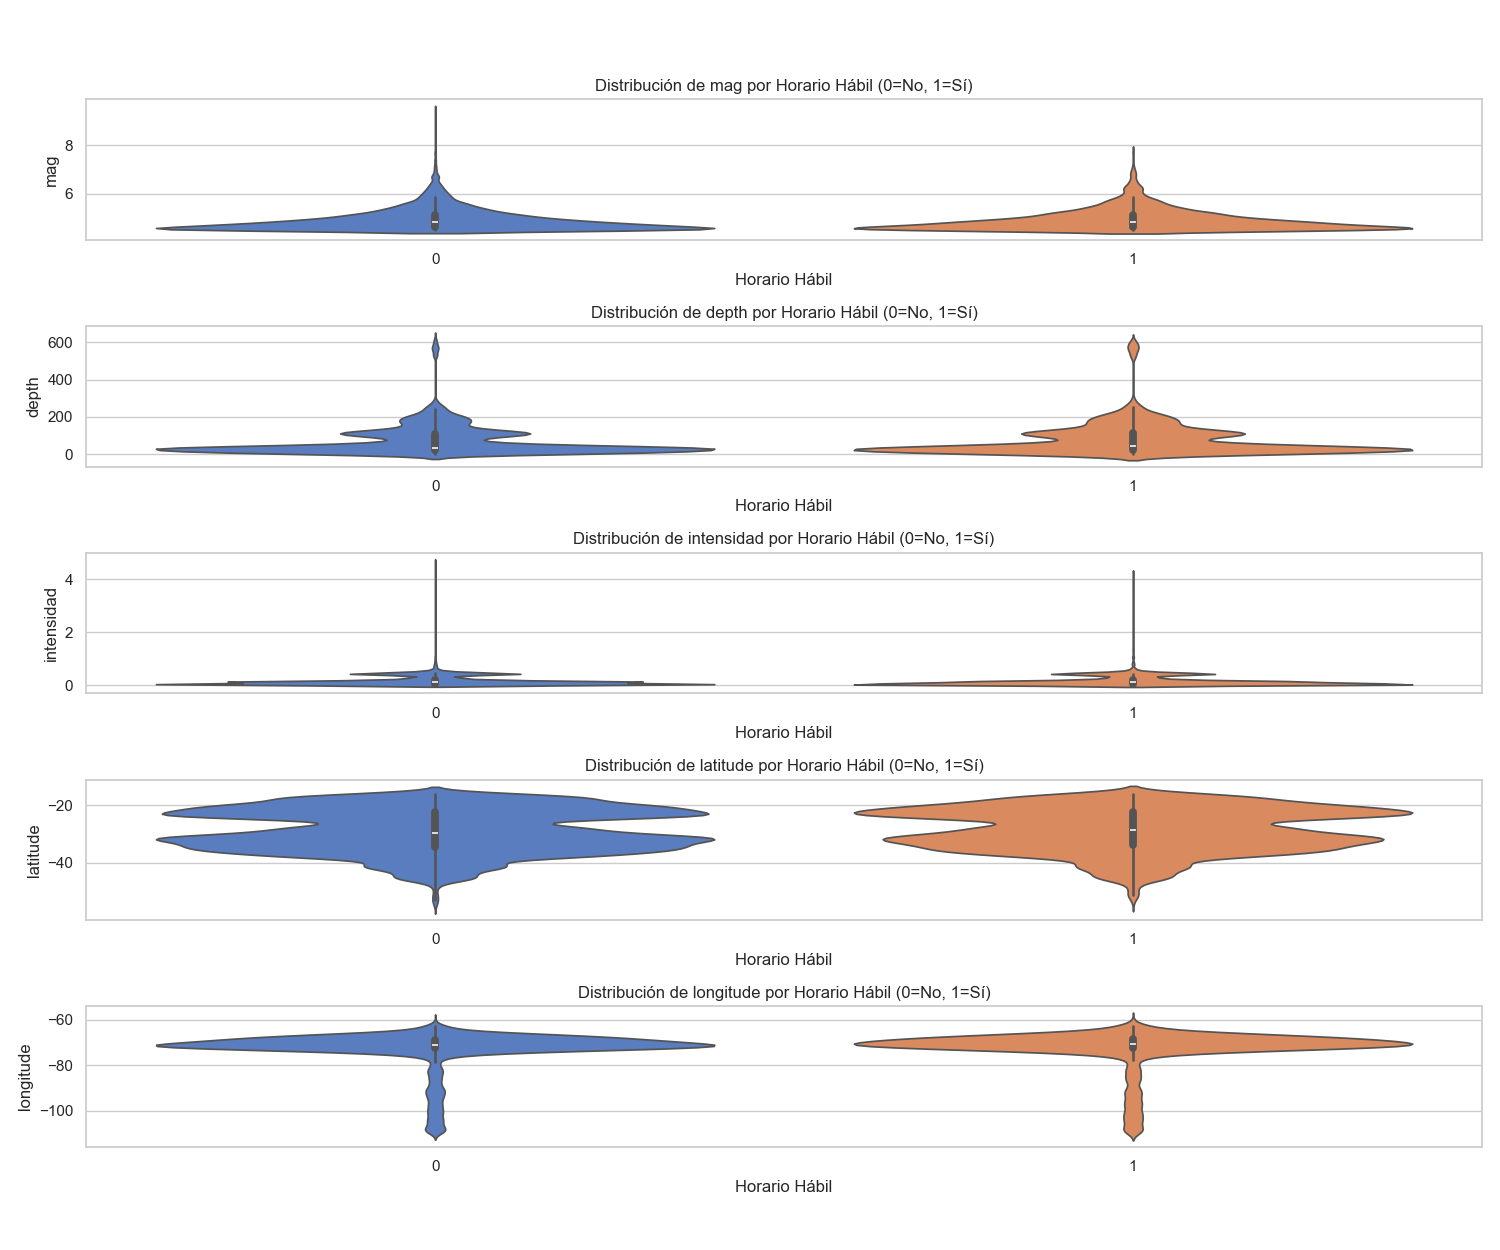 Distribución de mag por Horario Hábil (0=No, 1=Sí)
8
6
mag
0
1
Horario Hábil
Distribución de depth por Horario Hábil (0=No, 1=Sí)
600
400
200
0
depth
0
1
Horario Hábil
Distribución de intensidad por Horario Hábil (0=No, 1=Sí)
4
2
0
intensidad
0
1
Horario Hábil
Distribución de latitude por Horario Hábil (0=No, 1=Sí)
−20
−40
latitude
0
1
Horario Hábil
Distribución de longitude por Horario Hábil (0=No, 1=Sí)
−60
−80
−100
longitude
0
1
Horario Hábil